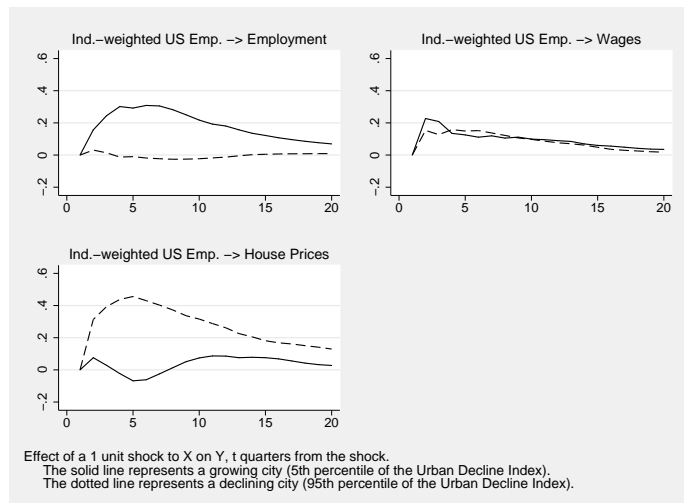 Ind.−weighted US Emp. −> Employment
.6
.4
.2
0
−.2
0 5 10 15 20
Ind.−weighted US Emp. −> Wages
.6
.4
.2
0
−.2
0 5 10 15 20
Ind.−weighted US Emp. −> House Prices
.6
.4
.2
0
−.2
0 5 10 15 20
Effect of a 1 unit shock to X on Y, t quarters from the shock.
The solid line represents a growing city (5th percentile of the Urban Decline Index).
The dotted line represents a declining city (95th percentile of the Urban Decline Index).